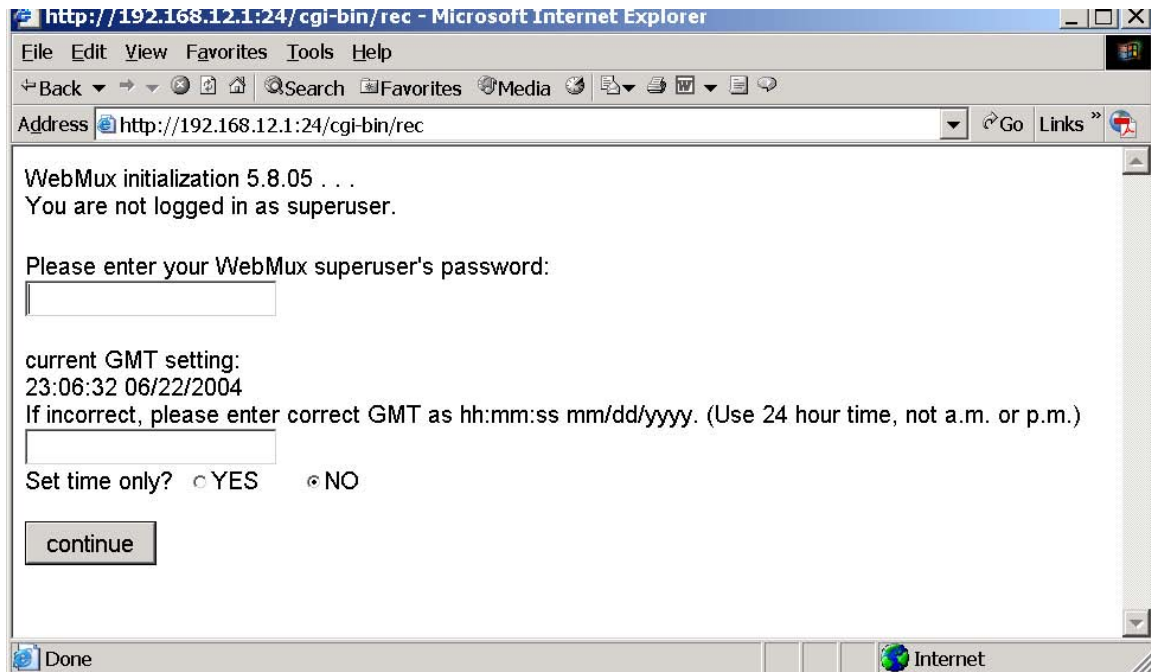 http://192.168.12.1:24/cgi-bin/rec - Microsoft Internet Explorer
File Edit View Favorites Tools Help
Back Search Favorites Media
Address http://192.168.12.1:24/cgi-bin/rec Go Links »
WebMux initialization 5.8.05 . . .
You are not logged in as superuser.
Please enter your WebMux superuser's password:
current GMT setting:
23:06:32 06/22/2004
If incorrect, please enter correct GMT as hh:mm:ss mm/dd/yyyy. (Use 24 hour time, not a.m. or p.m.)
Set time only? YES NO
continue
Done Internet